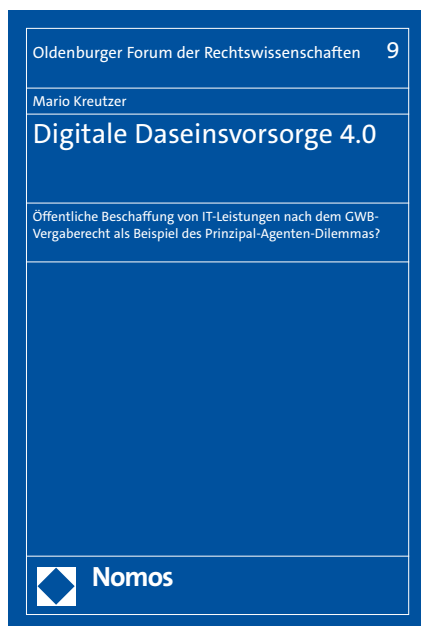 Oldenburger Forum der Rechtswissenschaften 9
Mario Kreutzer
Digitale Daseinsvorsorge 4.0
Öffentliche Beschaffung von IT-Leistungen nach dem GWB-
Vergaberecht als Beispiel des Prinzipal-Agenten-Dilemmas?
Nomos